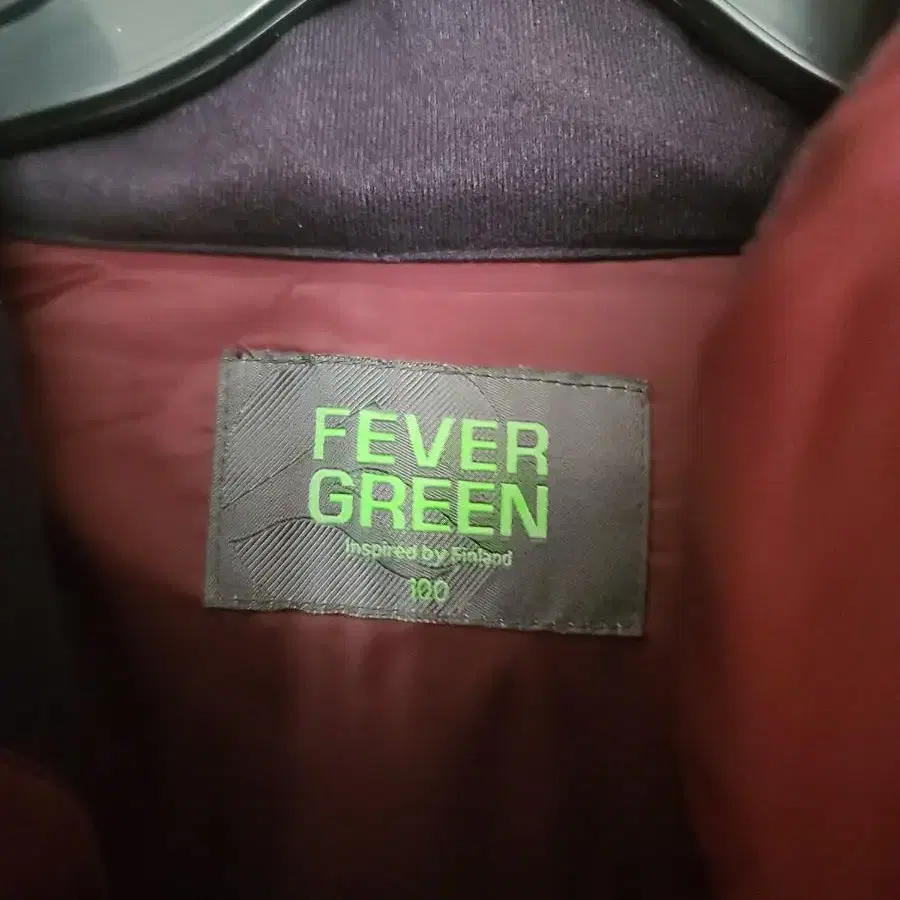 FEVER
GREEN
Inspired by Finland
100